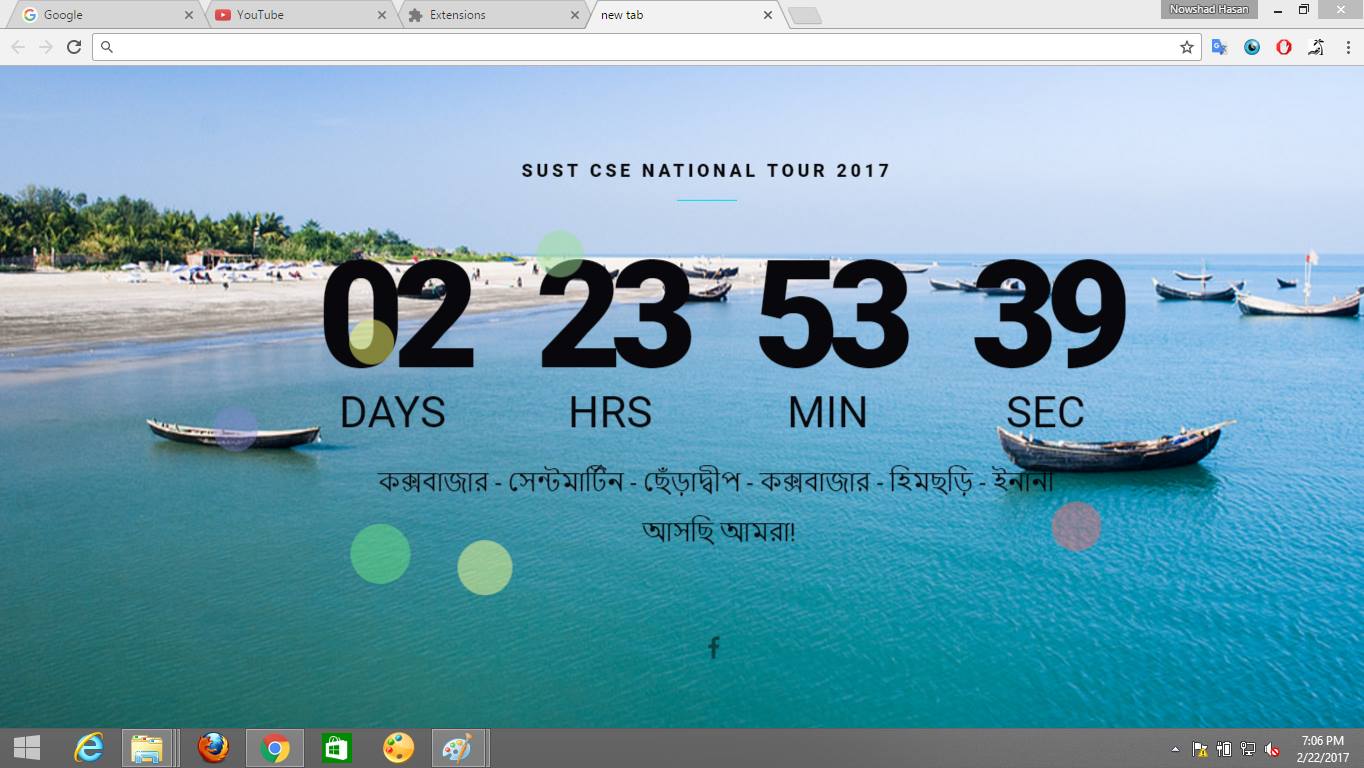 Google
YouTube
Extensions
new tab
Nowshad Hasan
SUST CSE NATIONAL TOUR 2017
02 23 53 39
DAYS HRS MIN SEC
কক্সবাজার - সেন্টমার্টিন - ছেঁড়াদ্বীপ - কক্সবাজার - হিমছড়ি - ইনানী
আসছি আমরা!
7:06 PM
2/22/2017